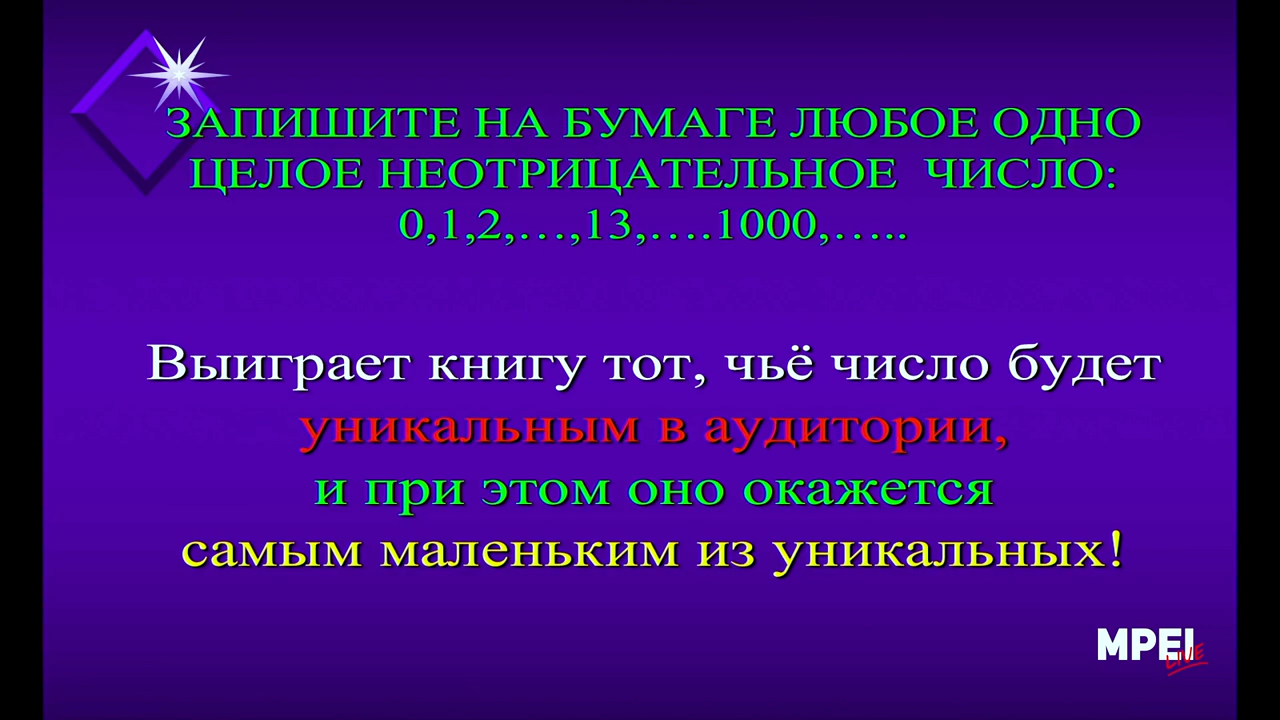 ЗАПИШИТЕ НА БУМАГЕ ЛЮБОЕ ОДНО
ЦЕЛОЕ НЕОТРИЦАТЕЛЬНОЕ ЧИСЛО:
0,1,2,…,13,….1000,…..
Выиграет книгу тот, чьё число будет
уникальным в аудитории,
и при этом оно окажется
самым маленьким из уникальных!
MPEI
LIVE